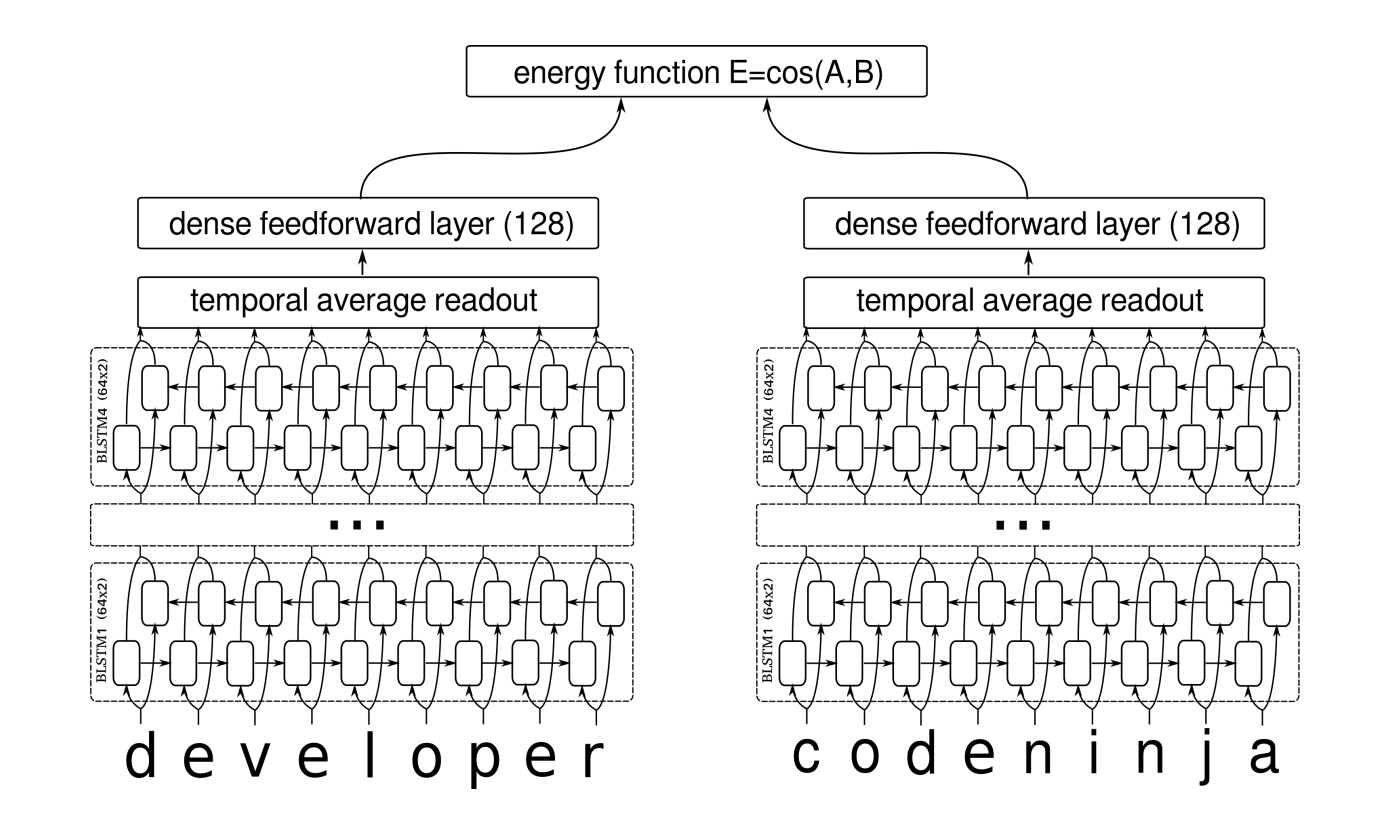 energy function E=cos(A,B)
dense feedforward layer (128)
dense feedforward layer (128)
temporal average readout
temporal average readout
BLSTM4 (64x2)
BLSTM4 (64x2)
...
...
BLSTM1 (64x2)
BLSTM1 (64x2)
d e v e l o p e r
c o d e n i n j a